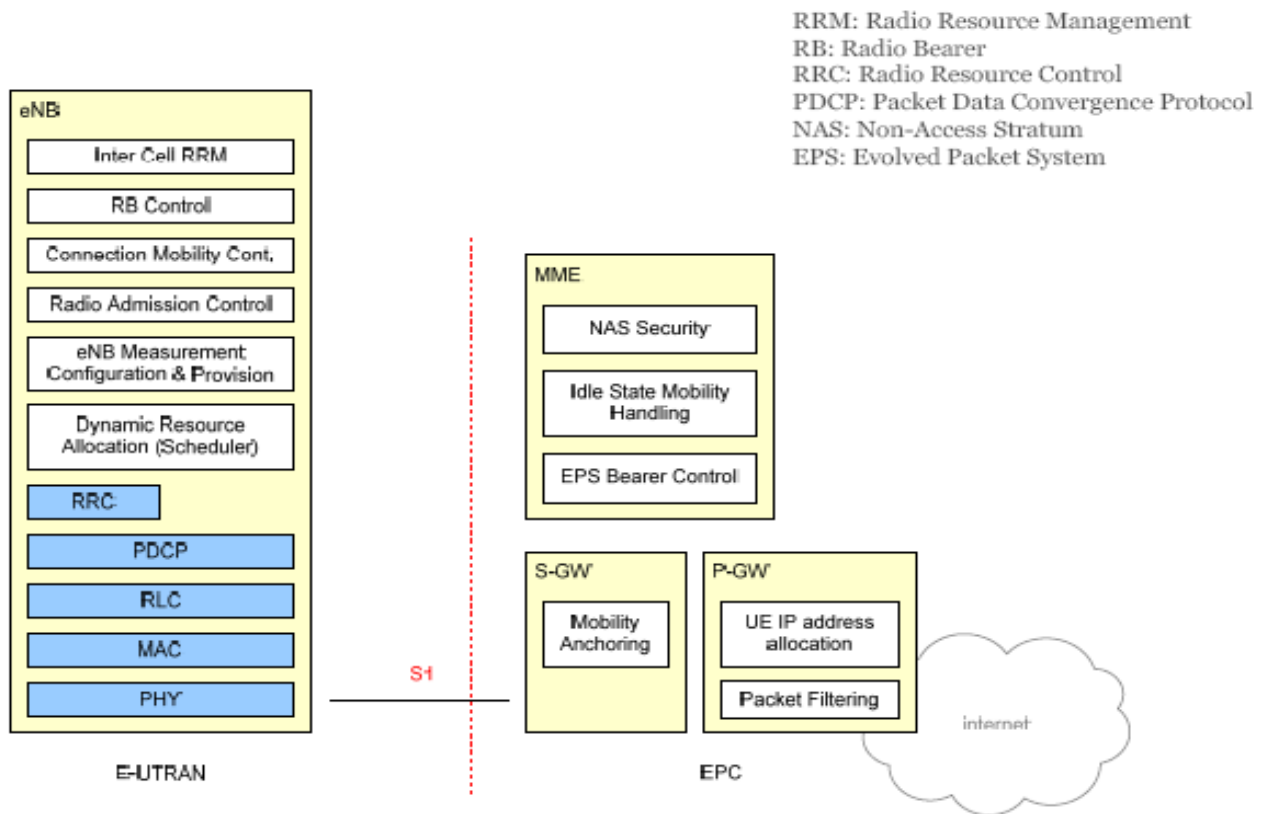 RRM: Radio Resource Management
RB: Radio Bearer
RRC: Radio Resource Control
PDCP: Packet Data Convergence Protocol
NAS: Non-Access Stratum
EPS: Evolved Packet System
eNB
Inter Cell RRM
RB Control
Connection Mobility Cont.
Radio Admission Control
eNB Measurement
Configuration & Provision
Dynamic Resource
Allocation (Scheduler)
RRC
PDCP
RLC
MAC
PHY
E-UTRAN
S1
MME
NAS Security
Idle State Mobility
Handling
EPS Bearer Control
S-GW
Mobility
Anchoring
P-GW
UE IP address
allocation
Packet Filtering
EPC
internet